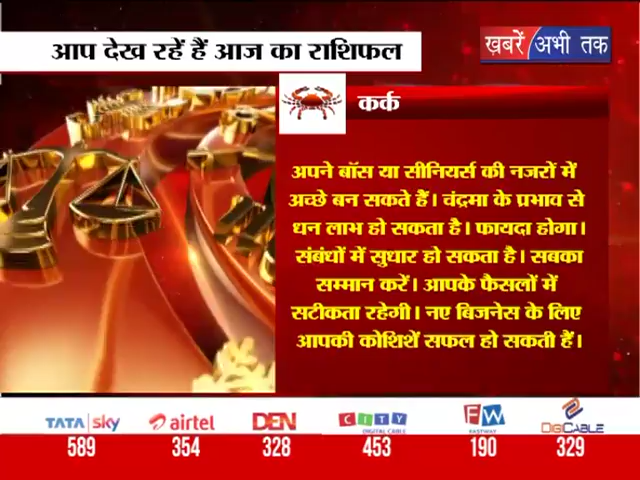 आप देख रहें हैं आज का राशिफल
ख़बरें अभी तक
कर्क
अपने बॉस या सीनियर्स की नजरों में
अच्छे बन सकते हैं। चंद्रमा के प्रभाव से
धन लाभ हो सकता है। फायदा होगा।
संबंधों में सुधार हो सकता है। सबका
सम्मान करें। आपके फैसलों में
सटीकता रहेगी। नए बिजनेस के लिए
आपकी कोशिशें सफल हो सकती हैं।
TATA sky airtel DEN CITY DIGITAL CABLE FW FASTWAY DIGICABLE
589 354 328 453 190 329